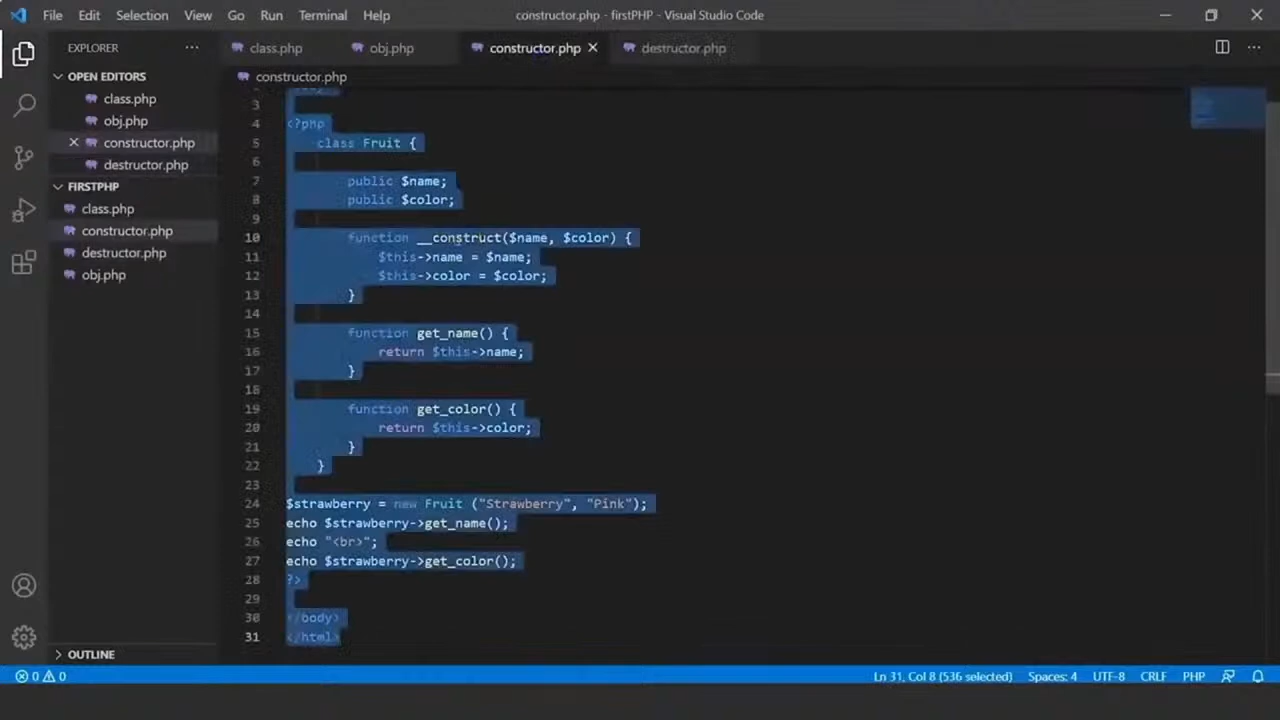 File Edit Selection View Go Run Terminal Help constructor.php - firstPHP - Visual Studio Code
EXPLORER ... class.php obj.php constructor.php destructor.php ...
OPEN EDITORS
class.php
obj.php
constructor.php
destructor.php
FIRSTPHP
class.php
constructor.php
destructor.php
obj.php
OUTLINE
constructor.php
3
4 <?php
5 class Fruit {
6
7 public $name;
8 public $color;
9
10 function __construct($name, $color) {
11 $this->name = $name;
12 $this->color = $color;
13 }
14
15 function get_name() {
16 return $this->name;
17 }
18
19 function get_color() {
20 return $this->color;
21 }
22 }
23
24 $strawberry = new Fruit ("Strawberry", "Pink");
25 echo $strawberry->get_name();
26 echo "<br>";
27 echo $strawberry->get_color();
28 ?>
29
30 </body>
31 </html>
0 0 Ln 31, Col 8 (536 selected) Spaces: 4 UTF-8 CRLF PHP